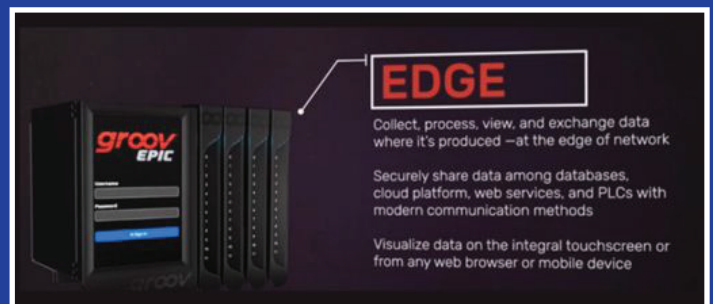 groov
EPIC
Username
Password
EDGE
Collect, process, view, and exchange data
where it's produced —at the edge of network
Securely share data among databases,
cloud platform, web services, and PLCs with
modern communication methods
Visualize data on the integral touchscreen or
from any web browser or mobile device
groov